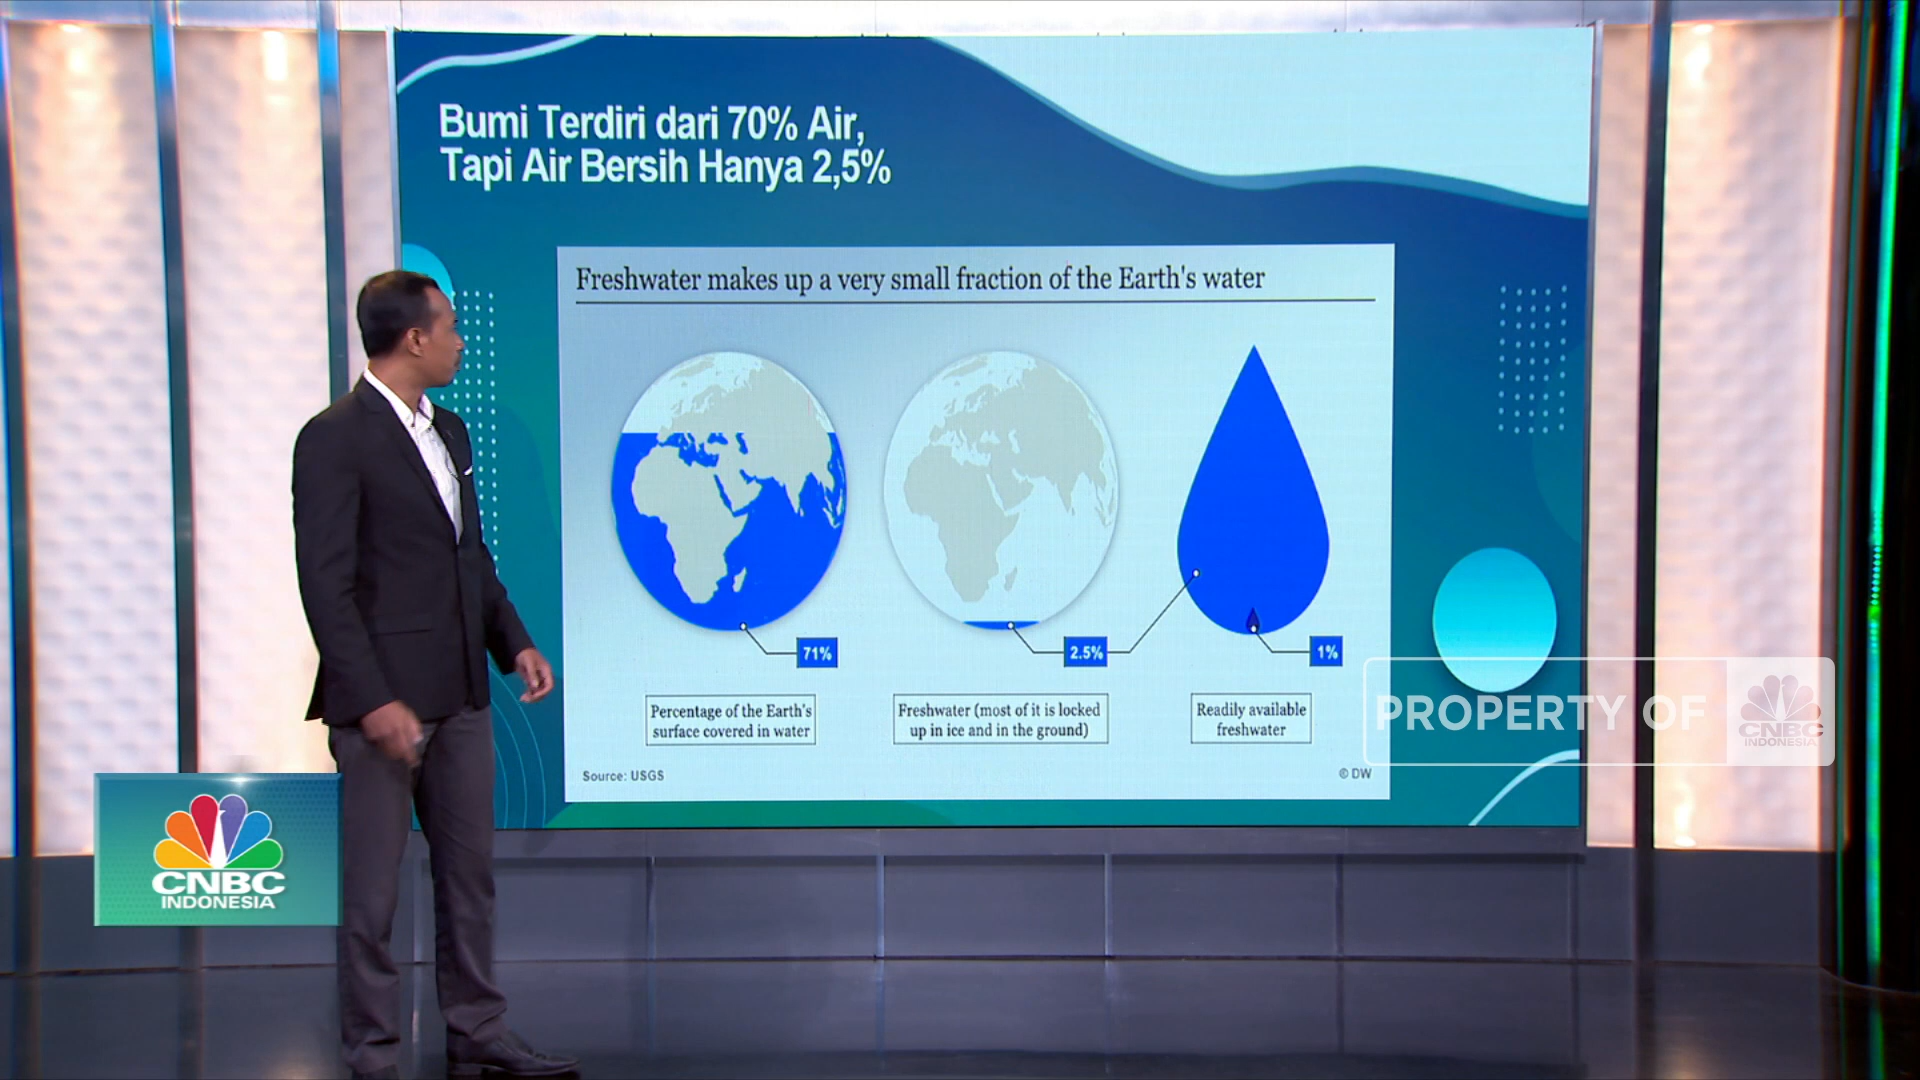 Bumi Terdiri dari 70% Air,
Tapi Air Bersih Hanya 2,5%
Freshwater makes up a very small fraction of the Earth's water
71%
2.5%
1%
Percentage of the Earth's
surface covered in water
Freshwater (most of it is locked
up in ice and in the ground)
Readily available
freshwater
Source: USGS
© DW
PROPERTY OF
CNBC
INDONESIA
CNBC
INDONESIA